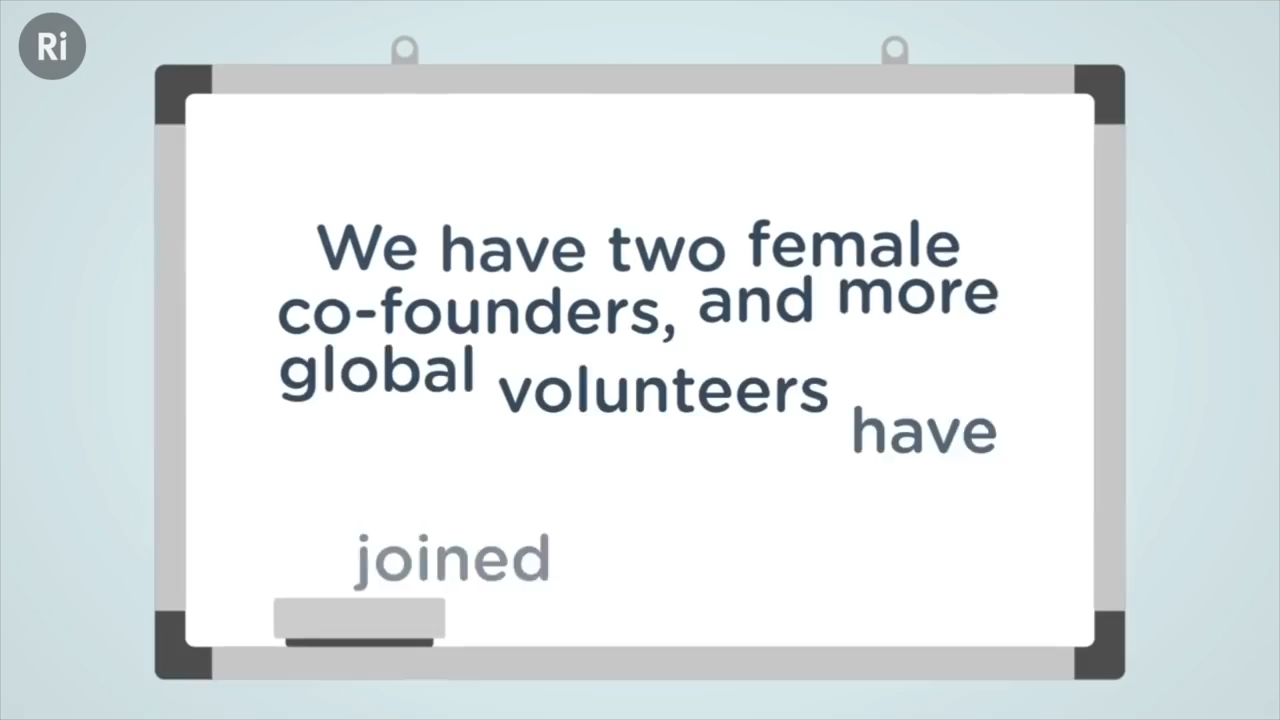 Ri
We have two female
co-founders, and more
global volunteers have
joined